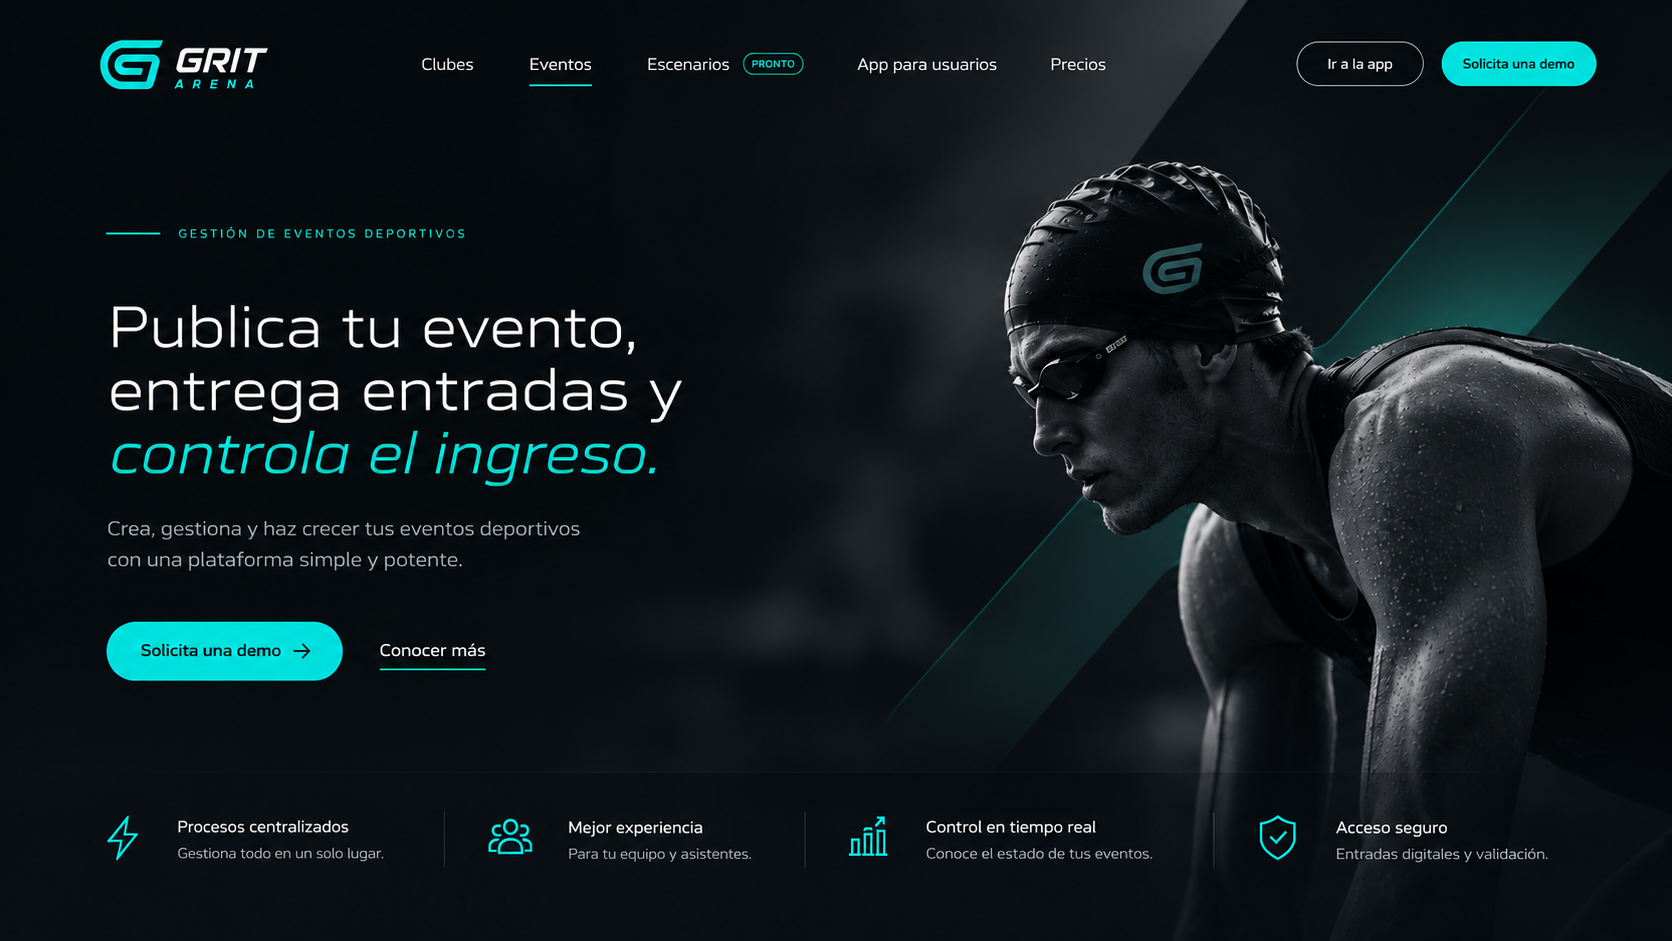 GRIT
ARENA
Clubes
Eventos
Escenarios
PRONTO
App para usuarios
Precios
Ir a la app
Solicita una demo
GESTIÓN DE EVENTOS DEPORTIVOS
Publica tu evento,
entrega entradas y
controla el ingreso.
Crea, gestiona y haz crecer tus eventos deportivos
con una plataforma simple y potente.
Solicita una demo →
Conocer más
Procesos centralizados
Gestiona todo en un solo lugar.
Mejor experiencia
Para tu equipo y asistentes.
Control en tiempo real
Conoce el estado de tus eventos.
Acceso seguro
Entradas digitales y validación.